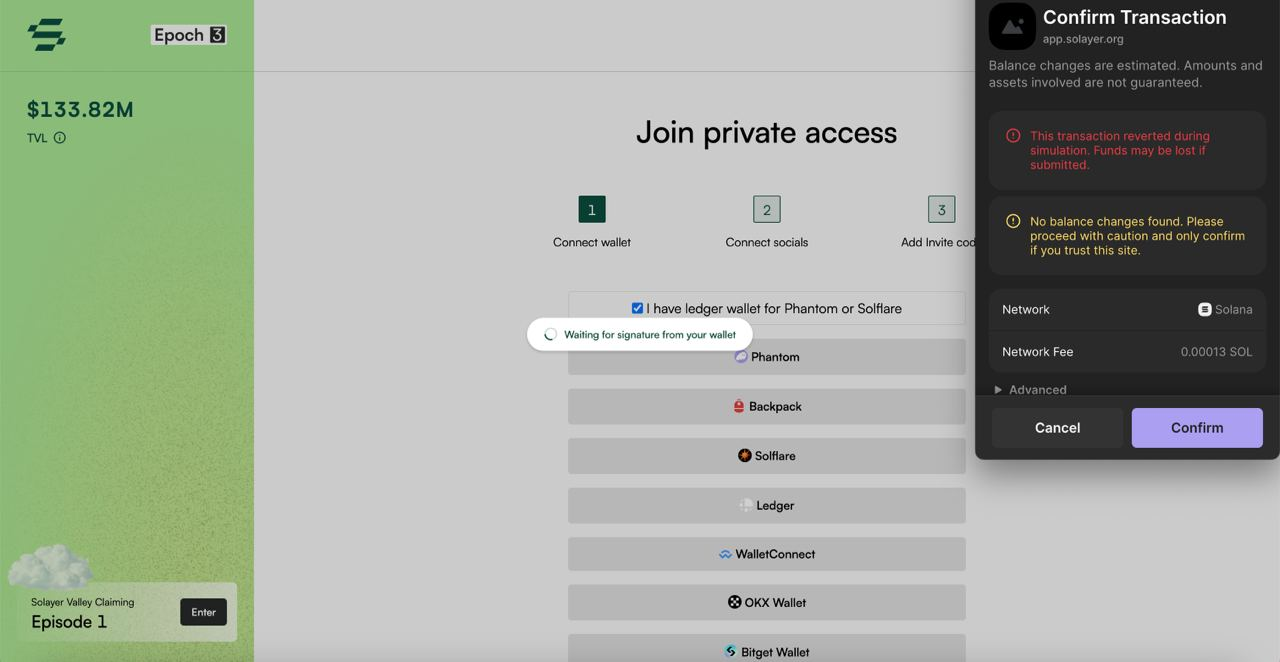 Epoch 3
$133.82M
TVL
Join private access
1
2
3
Connect wallet
Connect socials
Add Invite cod
I have ledger wallet for Phantom or Solflare
Waiting for signature from your wallet
Phantom
Backpack
Solflare
Ledger
WalletConnect
OKX Wallet
Bitget Wallet
Solayer Valley Claiming
Episode 1
Enter
Confirm Transaction
app.solayer.org
Balance changes are estimated. Amounts and
assets involved are not guaranteed.
This transaction reverted during
simulation. Funds may be lost if
submitted.
No balance changes found. Please
proceed with caution and only confirm
if you trust this site.
Network
Solana
Network Fee
0.00013 SOL
Advanced
Cancel
Confirm